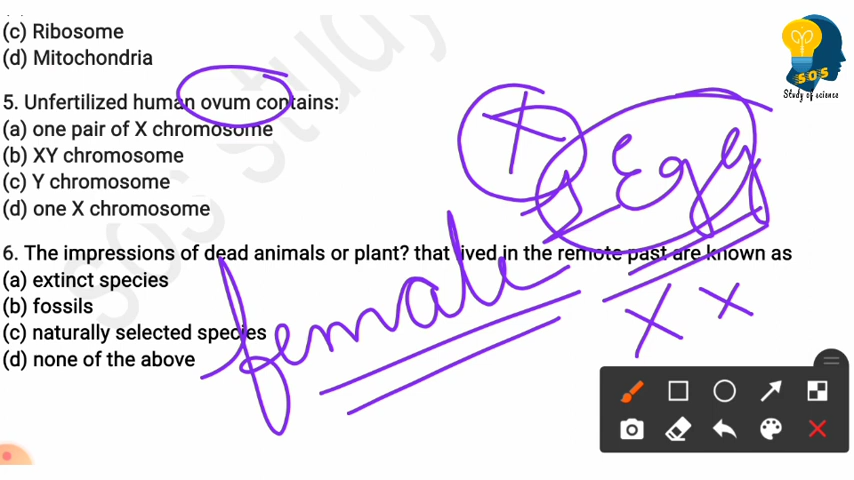 (c) Ribosome
(d) Mitochondria
5. Unfertilized human ovum contains:
(a) one pair of X chromosome
(b) XY chromosome
(c) Y chromosome
(d) one X chromosome
6. The impressions of dead animals or plant? that lived in the remote past are known as
(a) extinct species
(b) fossils
(c) naturally selected species
(d) none of the above
X
Egg
female
X X
SOS
Study of science
sos study